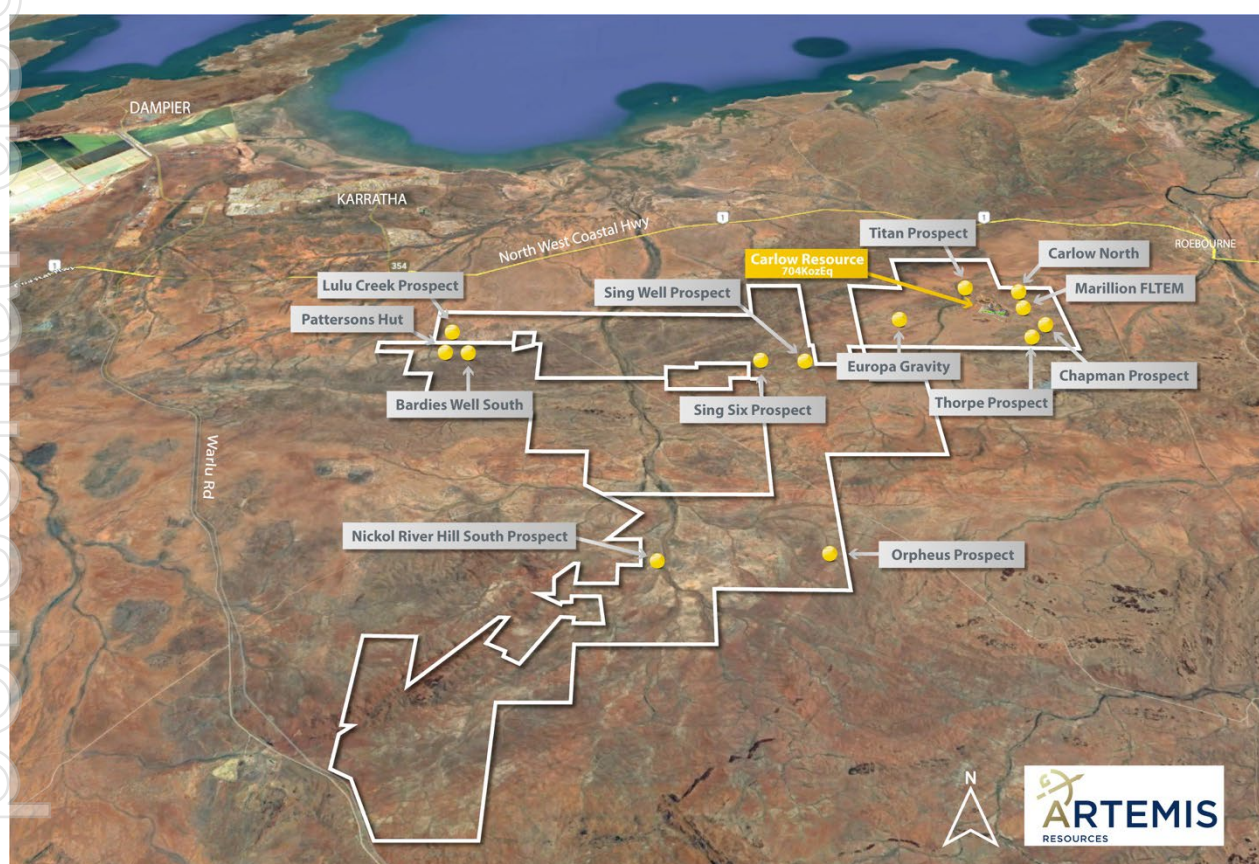 DAMPIER
KARRATHA
North West Coastal Hwy
1
1
1
354
ROEBOURNE
Titan Prospect
Carlow Resource
704KozEq
Carlow North
Marillion FLTEM
Lulu Creek Prospect
Sing Well Prospect
Pattersons Hut
Europa Gravity
Chapman Prospect
Bardies Well South
Sing Six Prospect
Thorpe Prospect
Warlu Rd
Nickol River Hill South Prospect
Orpheus Prospect
N
ARTEMIS
RESOURCES